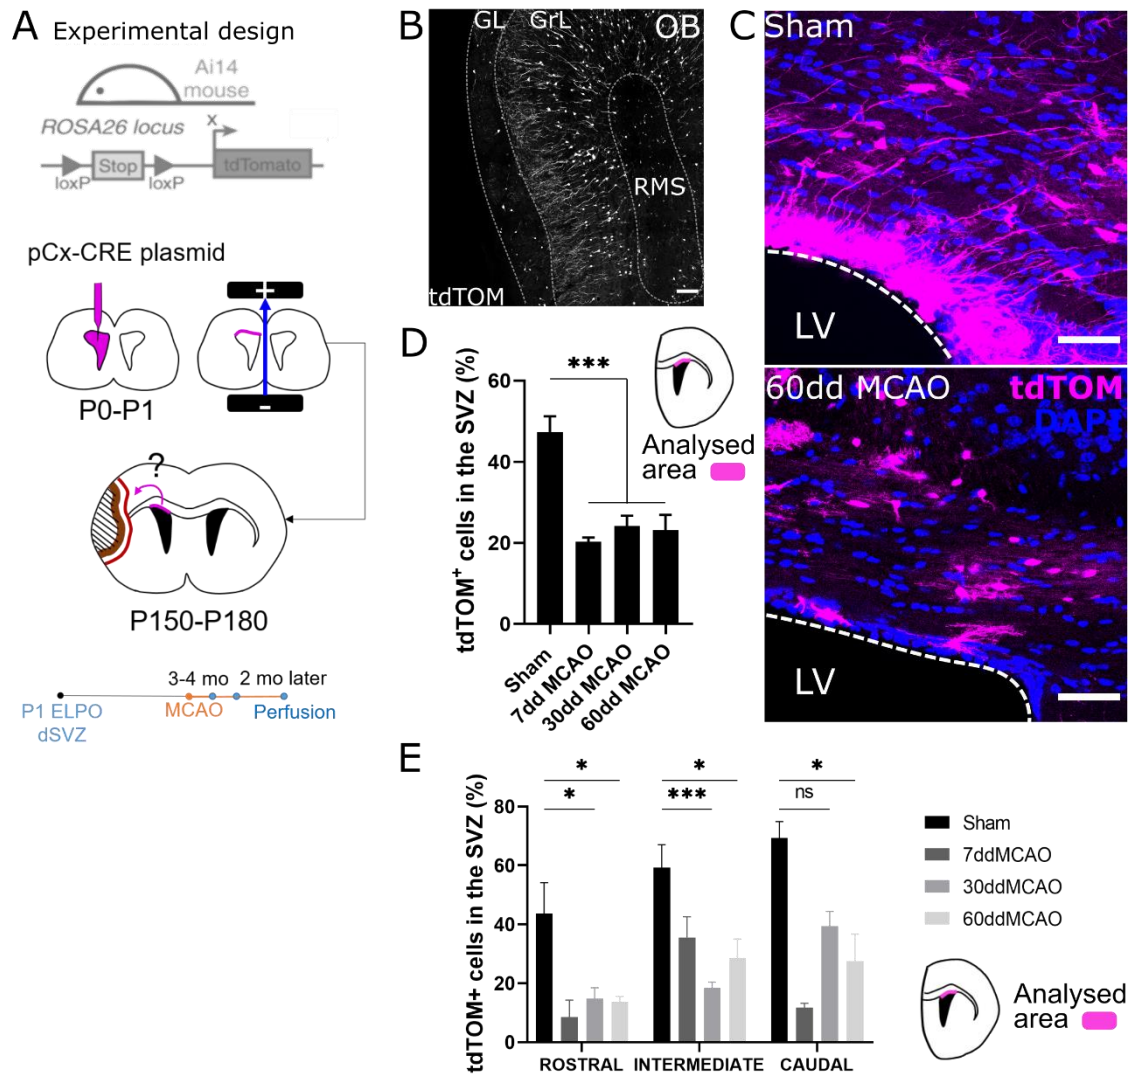 A Experimental design
Ai14
mouse
ROSA26 locus
x
Stop
tdTomato
loxP
loxP
pCx-CRE plasmid
+
-
P0-P1
?
P150-P180
3-4 mo
2 mo later
MCAO
Perfusion
P1 ELPO
dSVZ
B
GL
GrL
OB
RMS
tdTOM
C
Sham
LV
60dd MCAO
tdTOM
DAPI
LV
D
tdTOM+ cells in the SVZ (%)
60
40
20
0
***
Sham
7dd MCAO
30dd MCAO
60dd MCAO
Analysed
area
E
tdTOM+ cells in the SVZ (%)
80
60
40
20
0
*
*
*
***
*
ns
ROSTRAL
INTERMEDIATE
CAUDAL
Sham
7ddMCAO
30ddMCAO
60ddMCAO
Analysed
area